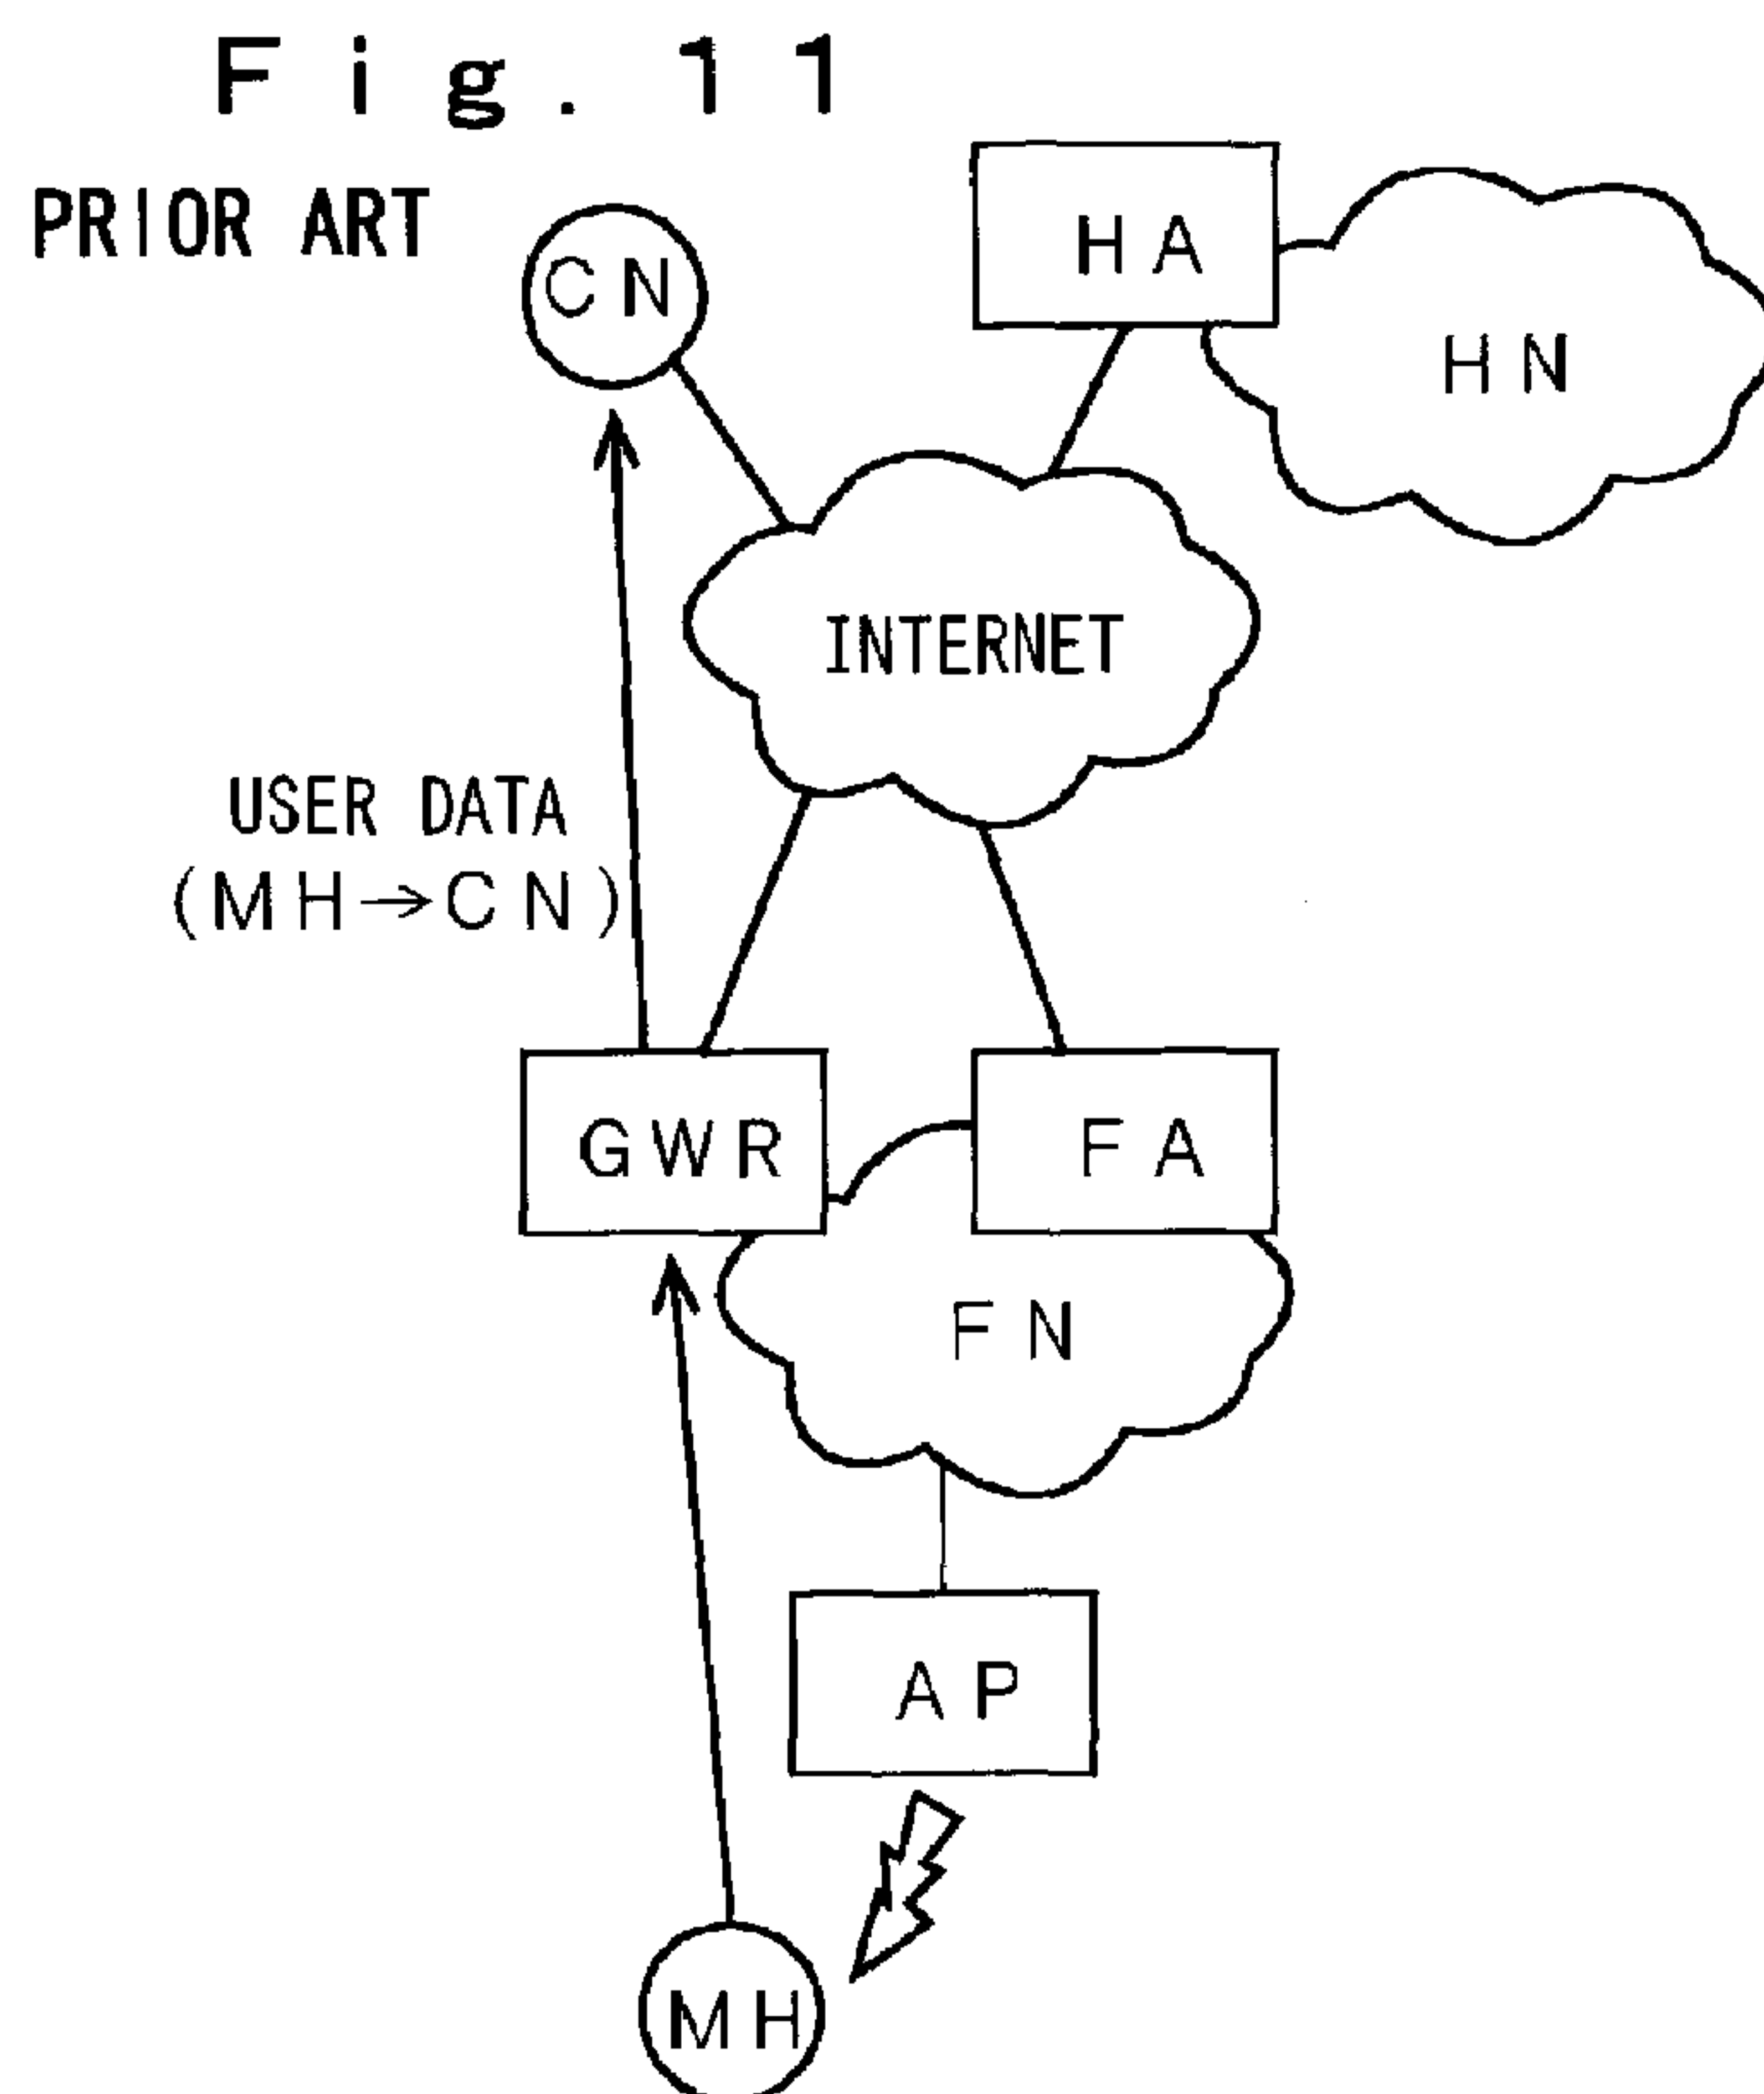 Fig. 11
PRIOR ART
CN
HA
HN
INTERNET
USER DATA
(MH→CN)
GWR
FA
FN
AP
MH